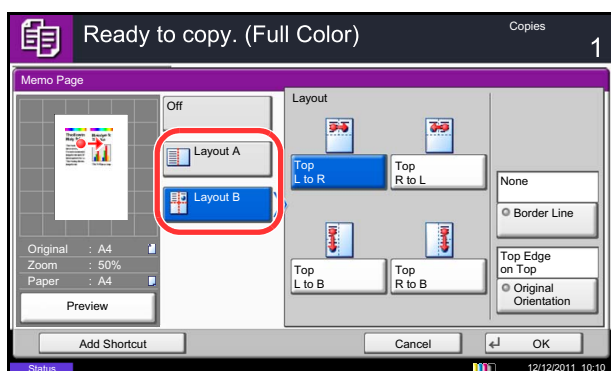 Ready to copy. (Full Color)
Copies
1
Memo Page
Off
Layout A
Layout B
Layout
Top
L to R
Top
R to L
Top
L to B
Top
R to B
None
Border Line
Top Edge
on Top
Original
Orientation
Original : A4
Zoom : 50%
Paper : A4
Preview
Add Shortcut
Cancel
OK
Status
12/12/2011 10:10